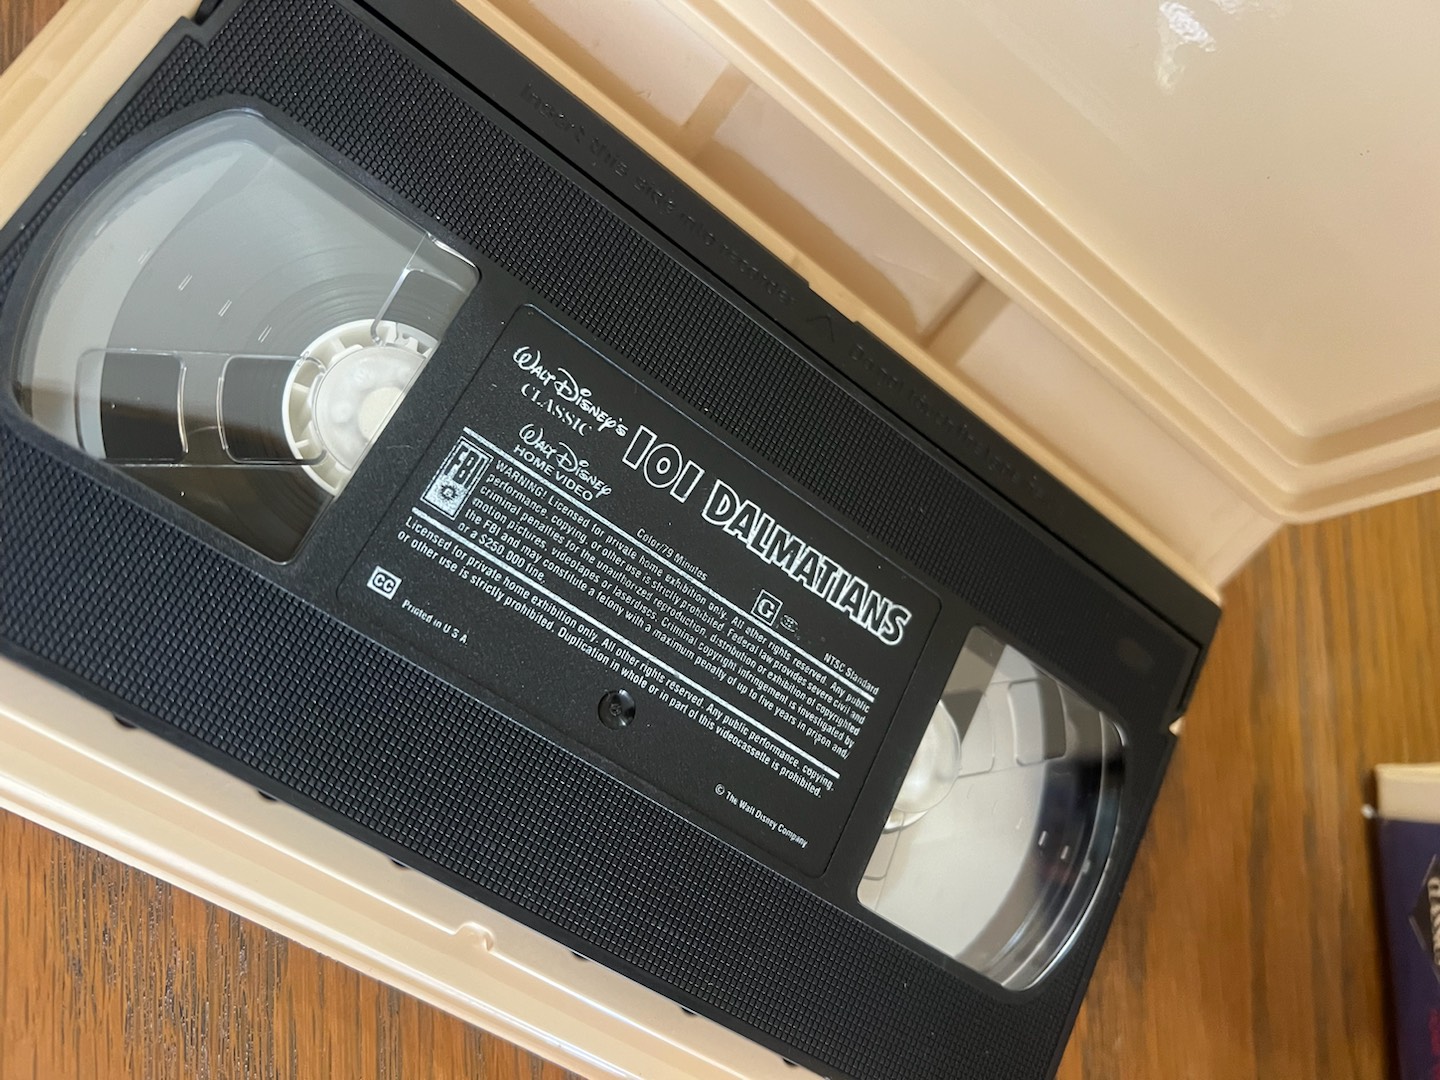 Insert this side into recorder
Walt Disney's
CLASSIC
101 DALMATIANS
Walt Disney
HOME VIDEO
Color/79 Minutes
G
NTSC Standard
FBI
WARNING! Licensed for private home exhibition only. All other rights reserved. Any public
performance, copying, or other use is strictly prohibited. Federal law provides severe civil and
criminal penalties for the unauthorized reproduction, distribution or exhibition of copyrighted
motion pictures, videotapes or laserdiscs. Criminal copyright infringement is investigated by
the FBI and may constitute a felony with a maximum penalty of up to five years in prison and/
or a $250,000 fine.
Licensed for private home exhibition only. All other rights reserved. Any public performance, copying,
or other use is strictly prohibited. Duplication in whole or in part of this videocassette is prohibited.
CC
Printed in U S A
© The Walt Disney Company